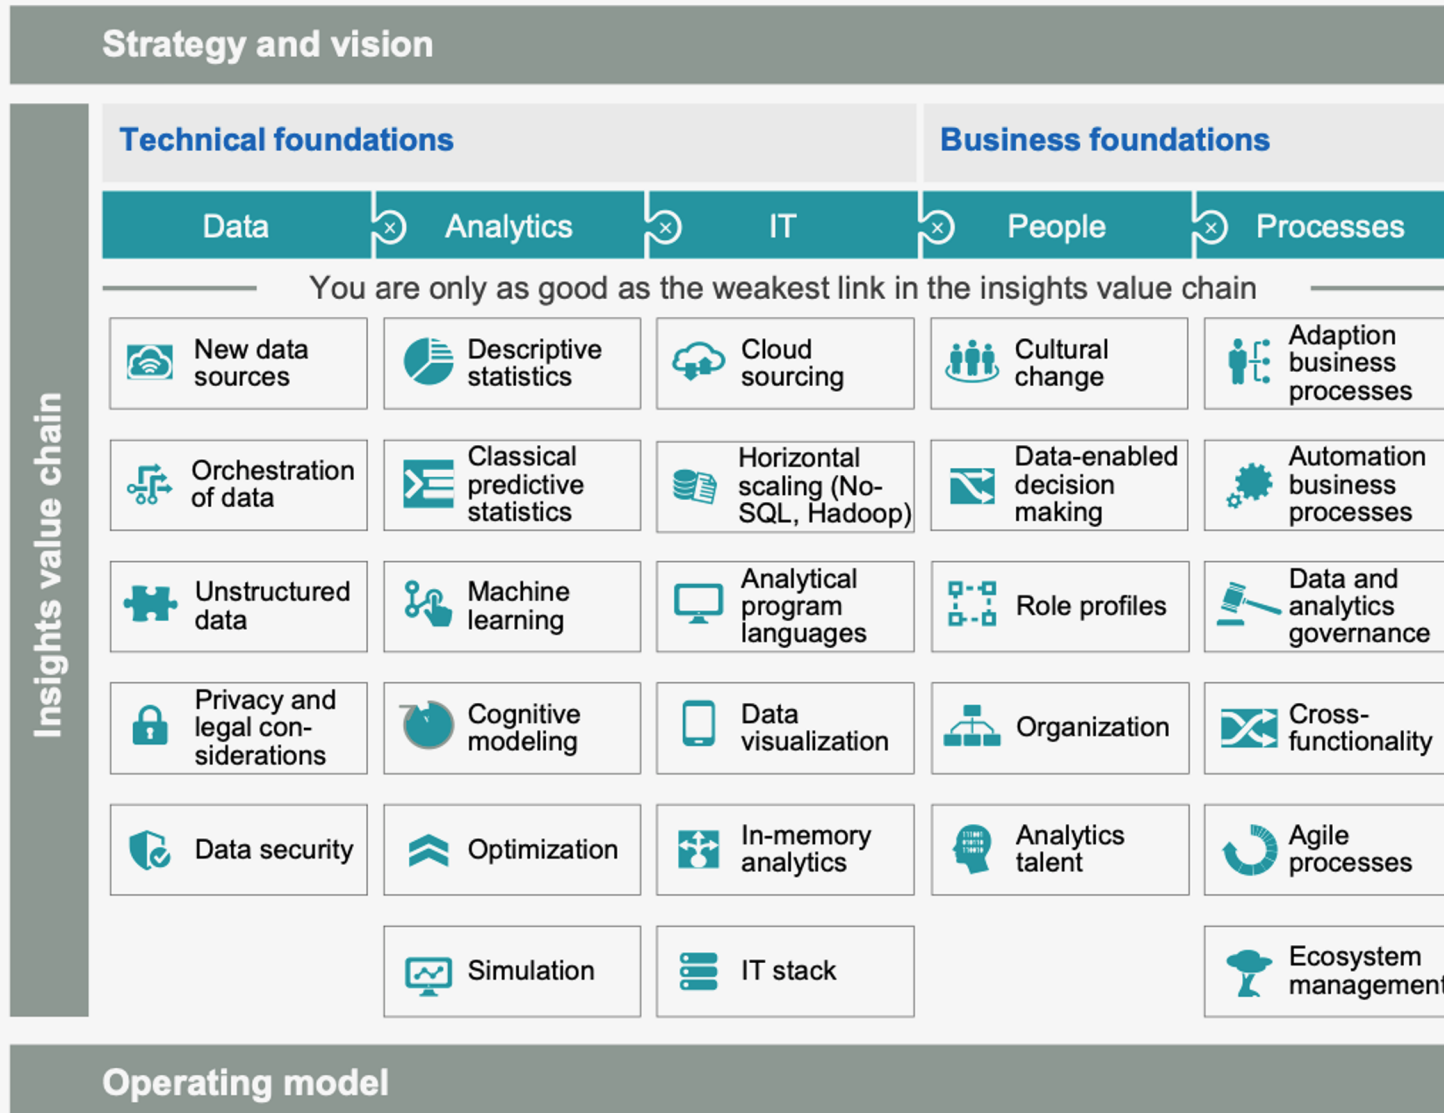 Strategy and vision
Insights value chain
Technical foundations
Business foundations
Data
Analytics
IT
People
Processes
You are only as good as the weakest link in the insights value chain
New data
sources
Descriptive
statistics
Cloud
sourcing
Cultural
change
Adaption
business
processes
Orchestration
of data
Classical
predictive
statistics
Horizontal
scaling (No-
SQL, Hadoop)
Data-enabled
decision
making
Automation
business
processes
Unstructured
data
Machine
learning
Analytical
program
languages
Role profiles
Data and
analytics
governance
Privacy and
legal con-
siderations
Cognitive
modeling
Data
visualization
Organization
Cross-
functionality
Data security
Optimization
In-memory
analytics
Analytics
talent
Agile
processes
Simulation
IT stack
Ecosystem
management
Operating model